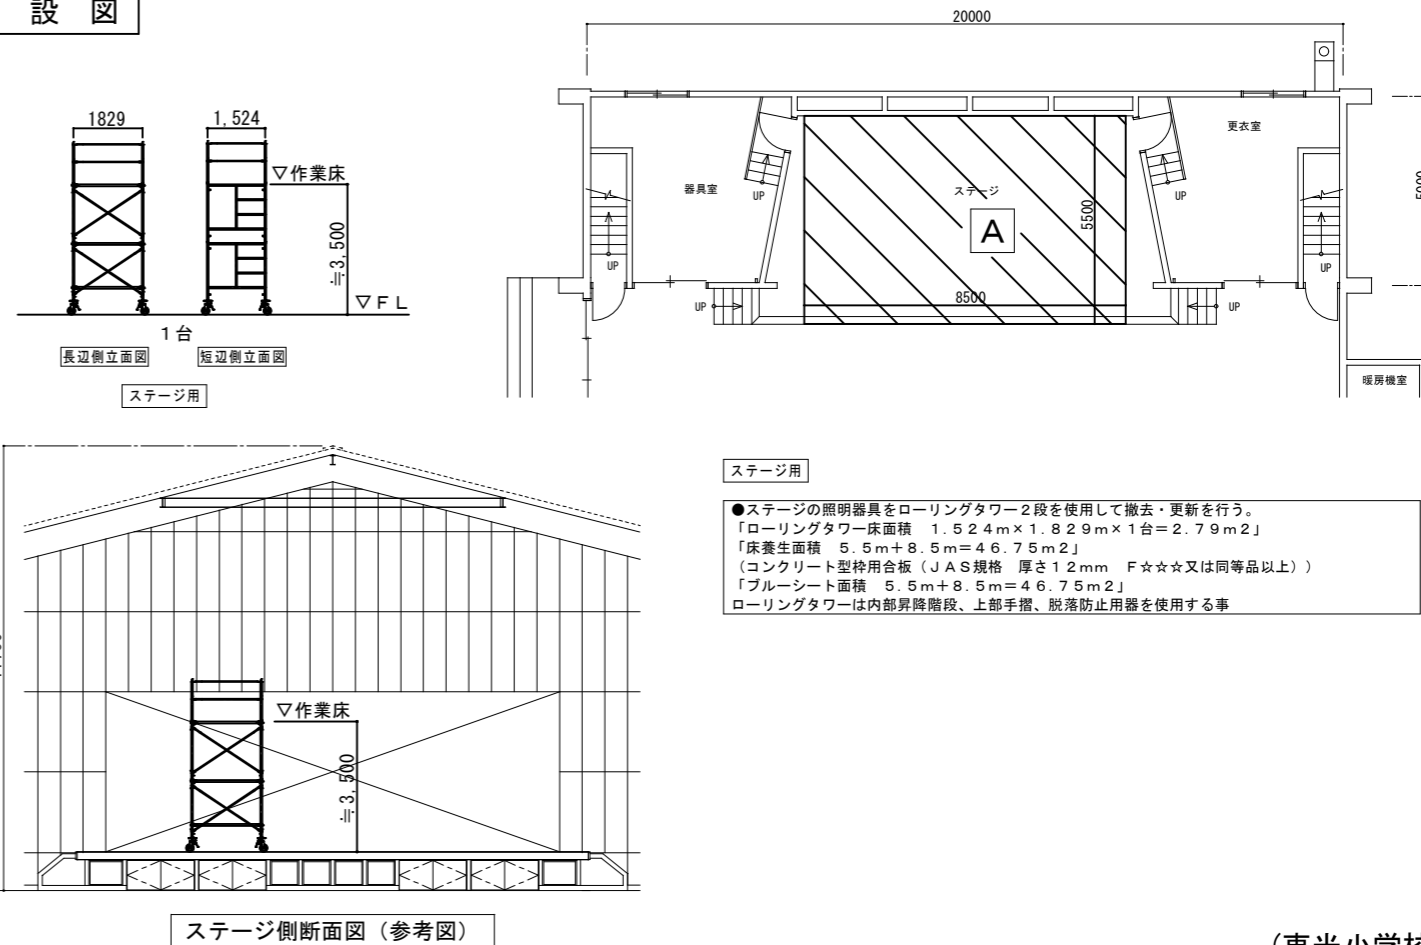 設 図
1829
1,524
▽作業床
≒3,500
▽FL
1台
長辺側立面図
短辺側立面図
ステージ用
20000
更衣室
器具室
ステージ
A
5500
8500
UP
UP
UP
UP
UP
UP
暖房機室
ステージ用
●ステージの照明器具をローリングタワー2段を使用して撤去・更新を行う。
「ローリングタワー床面積 1.524m×1.829m×1台=2.79m2」
「床養生面積 5.5m+8.5m=46.75m2」
(コンクリート型枠用合板(JAS規格 厚さ12mm F☆☆☆又は同等品以上))
「ブルーシート面積 5.5m+8.5m=46.75m2」
ローリングタワーは内部昇降階段、上部手摺、脱落防止用器を使用する事
▽作業床
≒3,500
ステージ側断面図(参考図)
(東光小学校